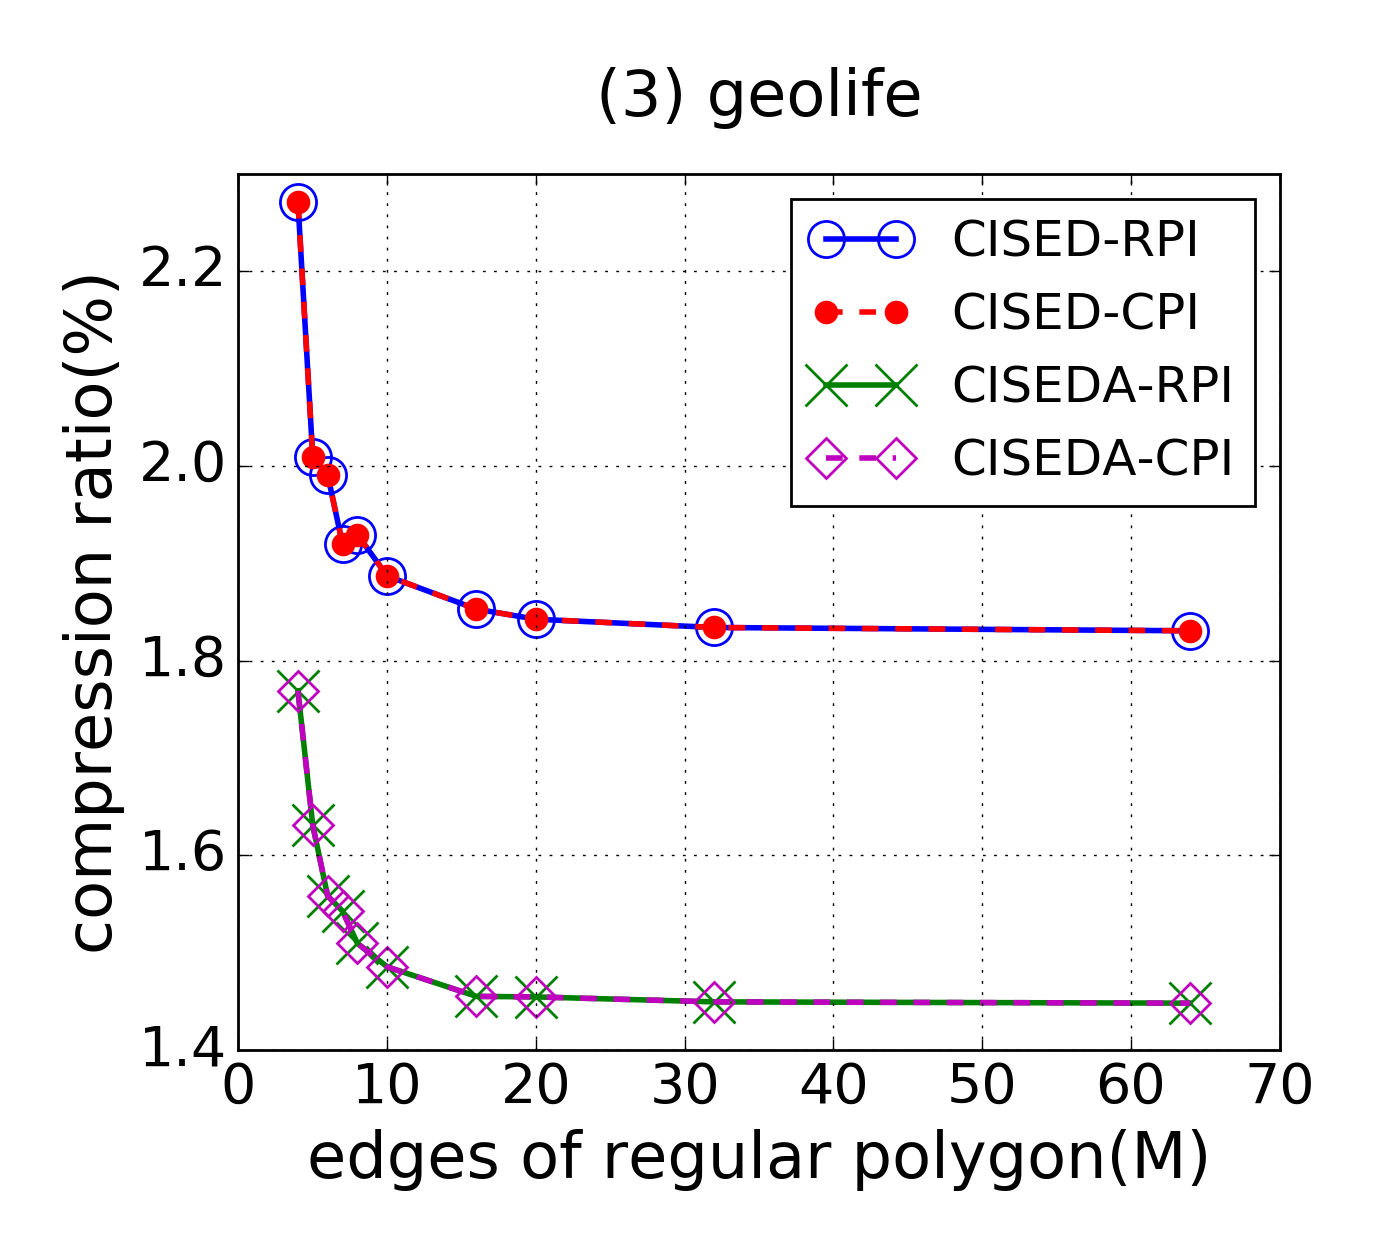 (3) geolife
compression ratio(%)
2.2
2.0
1.8
1.6
1.4
CISED-RPI
CISED-CPI
CISEDA-RPI
CISEDA-CPI
0 10 20 30 40 50 60 70
edges of regular polygon(M)